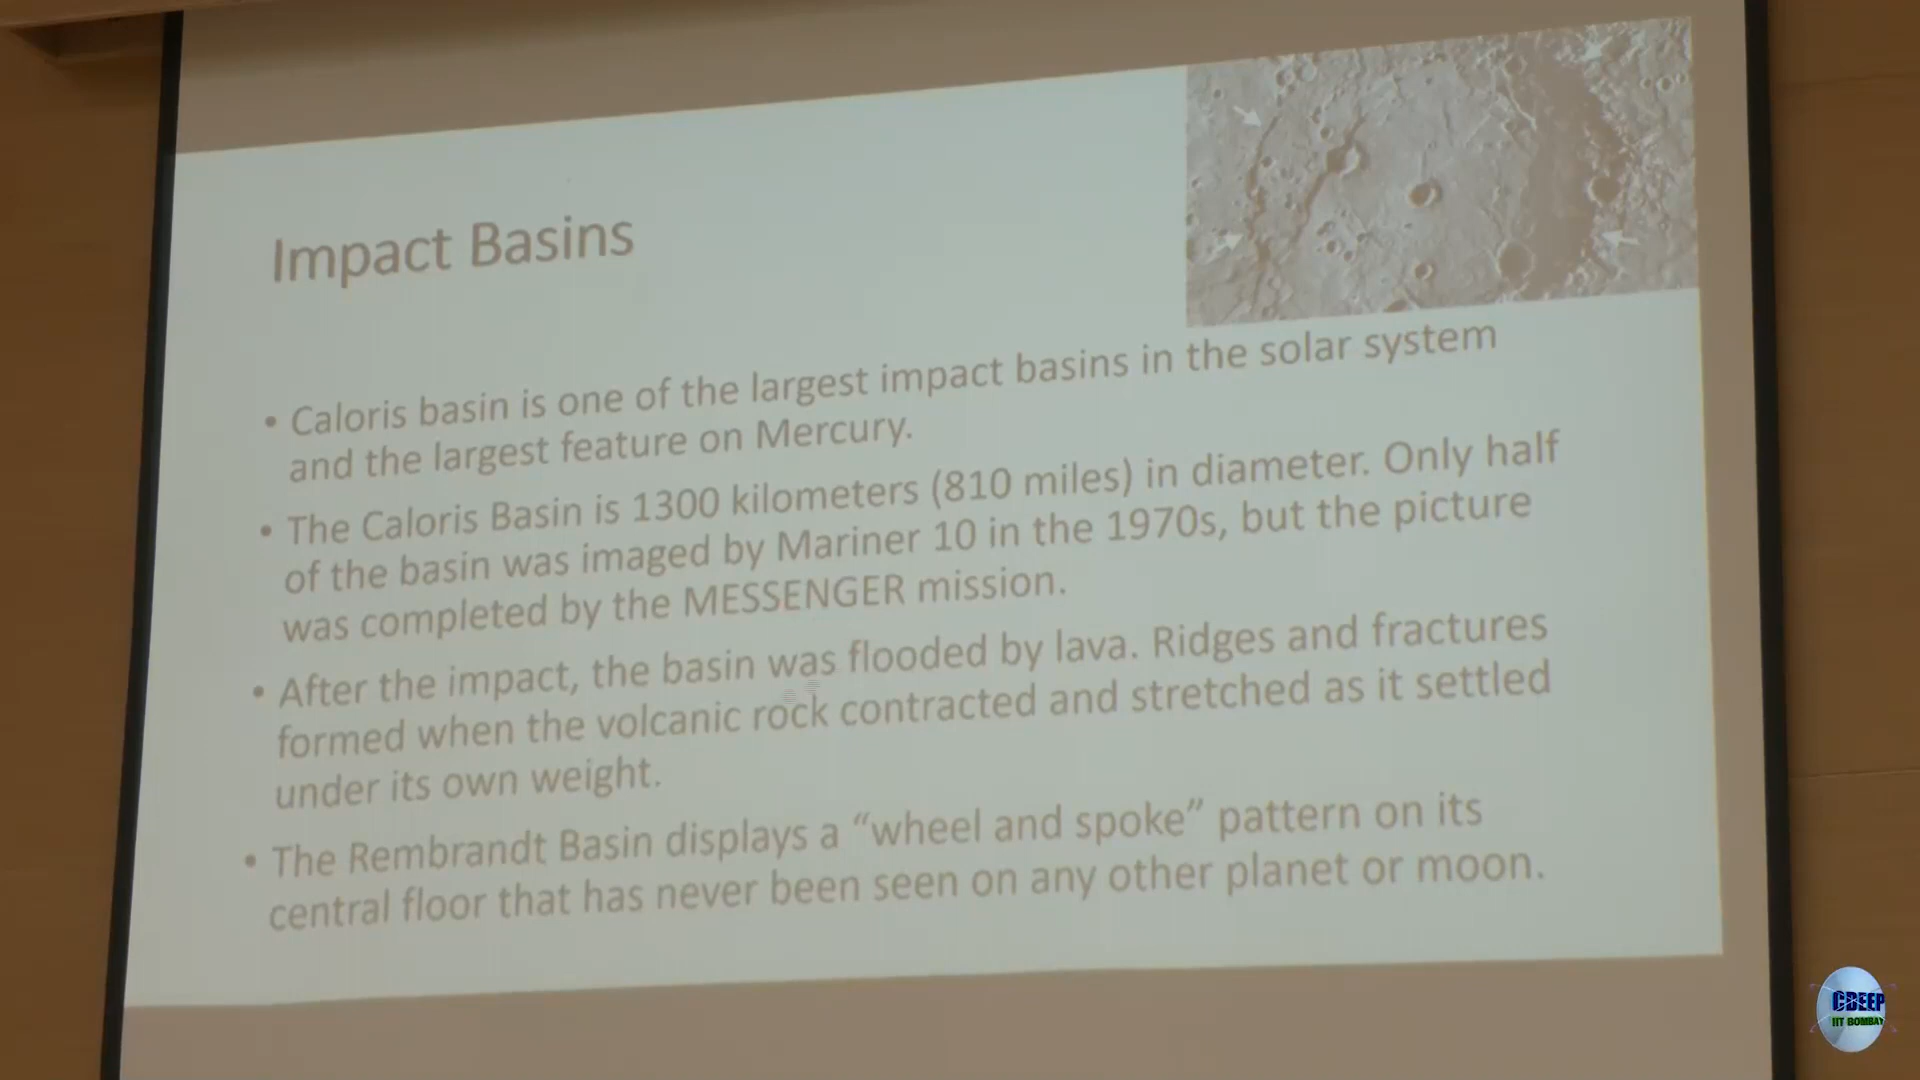 Impact Basins
• Caloris basin is one of the largest impact basins in the solar system
and the largest feature on Mercury.
• The Caloris Basin is 1300 kilometers (810 miles) in diameter. Only half
of the basin was imaged by Mariner 10 in the 1970s, but the picture
was completed by the MESSENGER mission.
• After the impact, the basin was flooded by lava. Ridges and fractures
formed when the volcanic rock contracted and stretched as it settled
under its own weight.
• The Rembrandt Basin displays a “wheel and spoke” pattern on its
central floor that has never been seen on any other planet or moon.
CDEEP
IIT BOMBAY